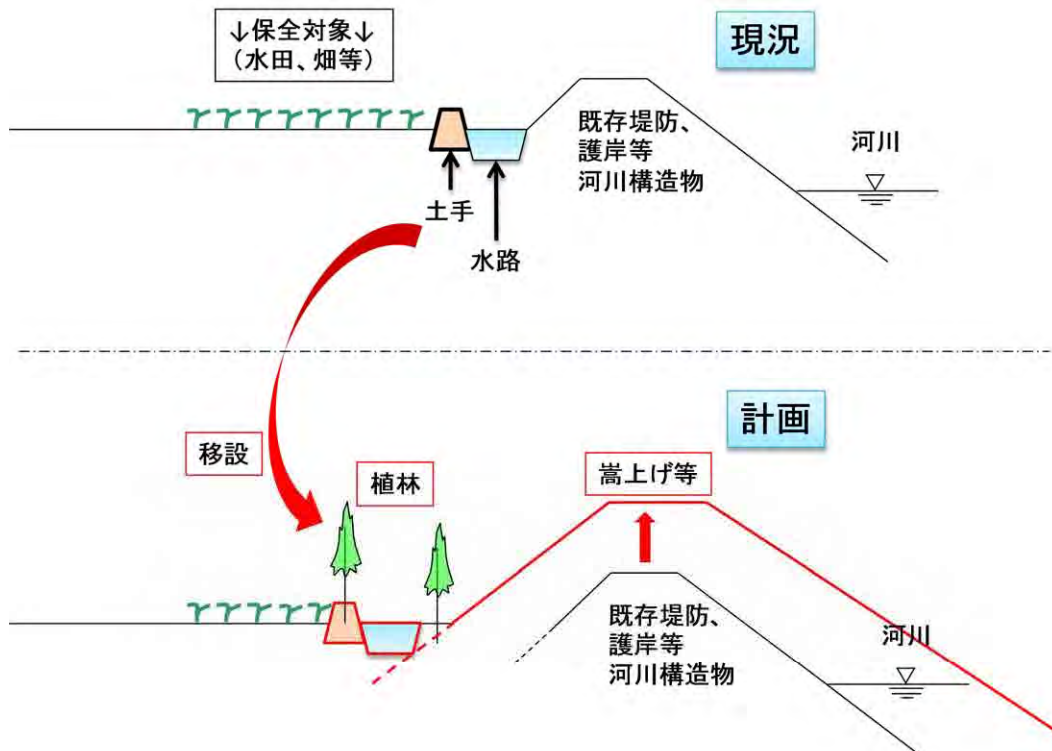 ↓保全対象↓
(水田、畑等)
現況
既存堤防、
護岸等
河川構造物
河川
土手
水路
計画
移設
植林
嵩上げ等
既存堤防、
護岸等
河川構造物
河川